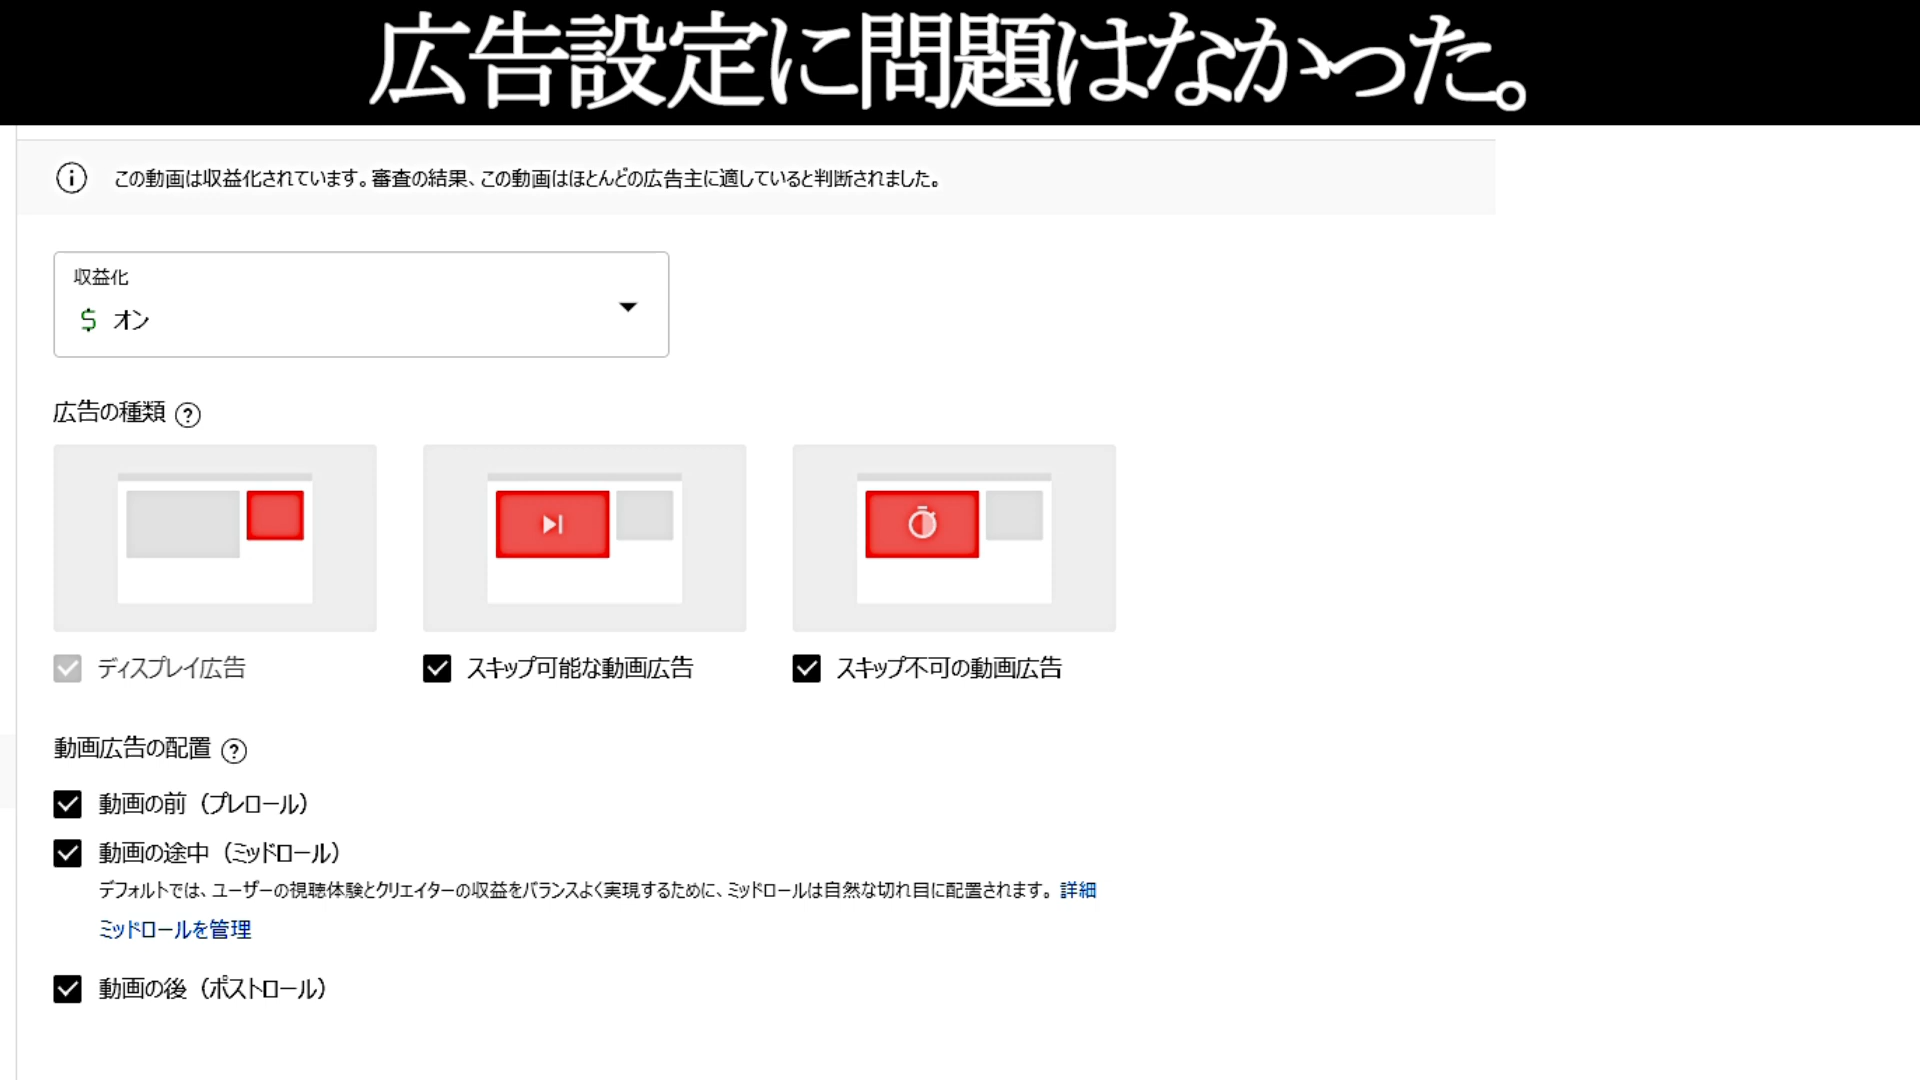 広告設定に問題はなかった。
この動画は収益化されています。審査の結果、この動画はほとんどの広告主に適していると判断されました。
収益化
$ オン
広告の種類
ディスプレイ広告
スキップ可能な動画広告
スキップ不可の動画広告
動画広告の配置
動画の前（プレロール）
動画の途中（ミッドロール）
デフォルトでは、ユーザーの視聴体験とクリエイターの収益をバランスよく実現するために、ミッドロールは自然な切れ目に配置されます。 詳細
ミッドロールを管理
動画の後（ポストロール）